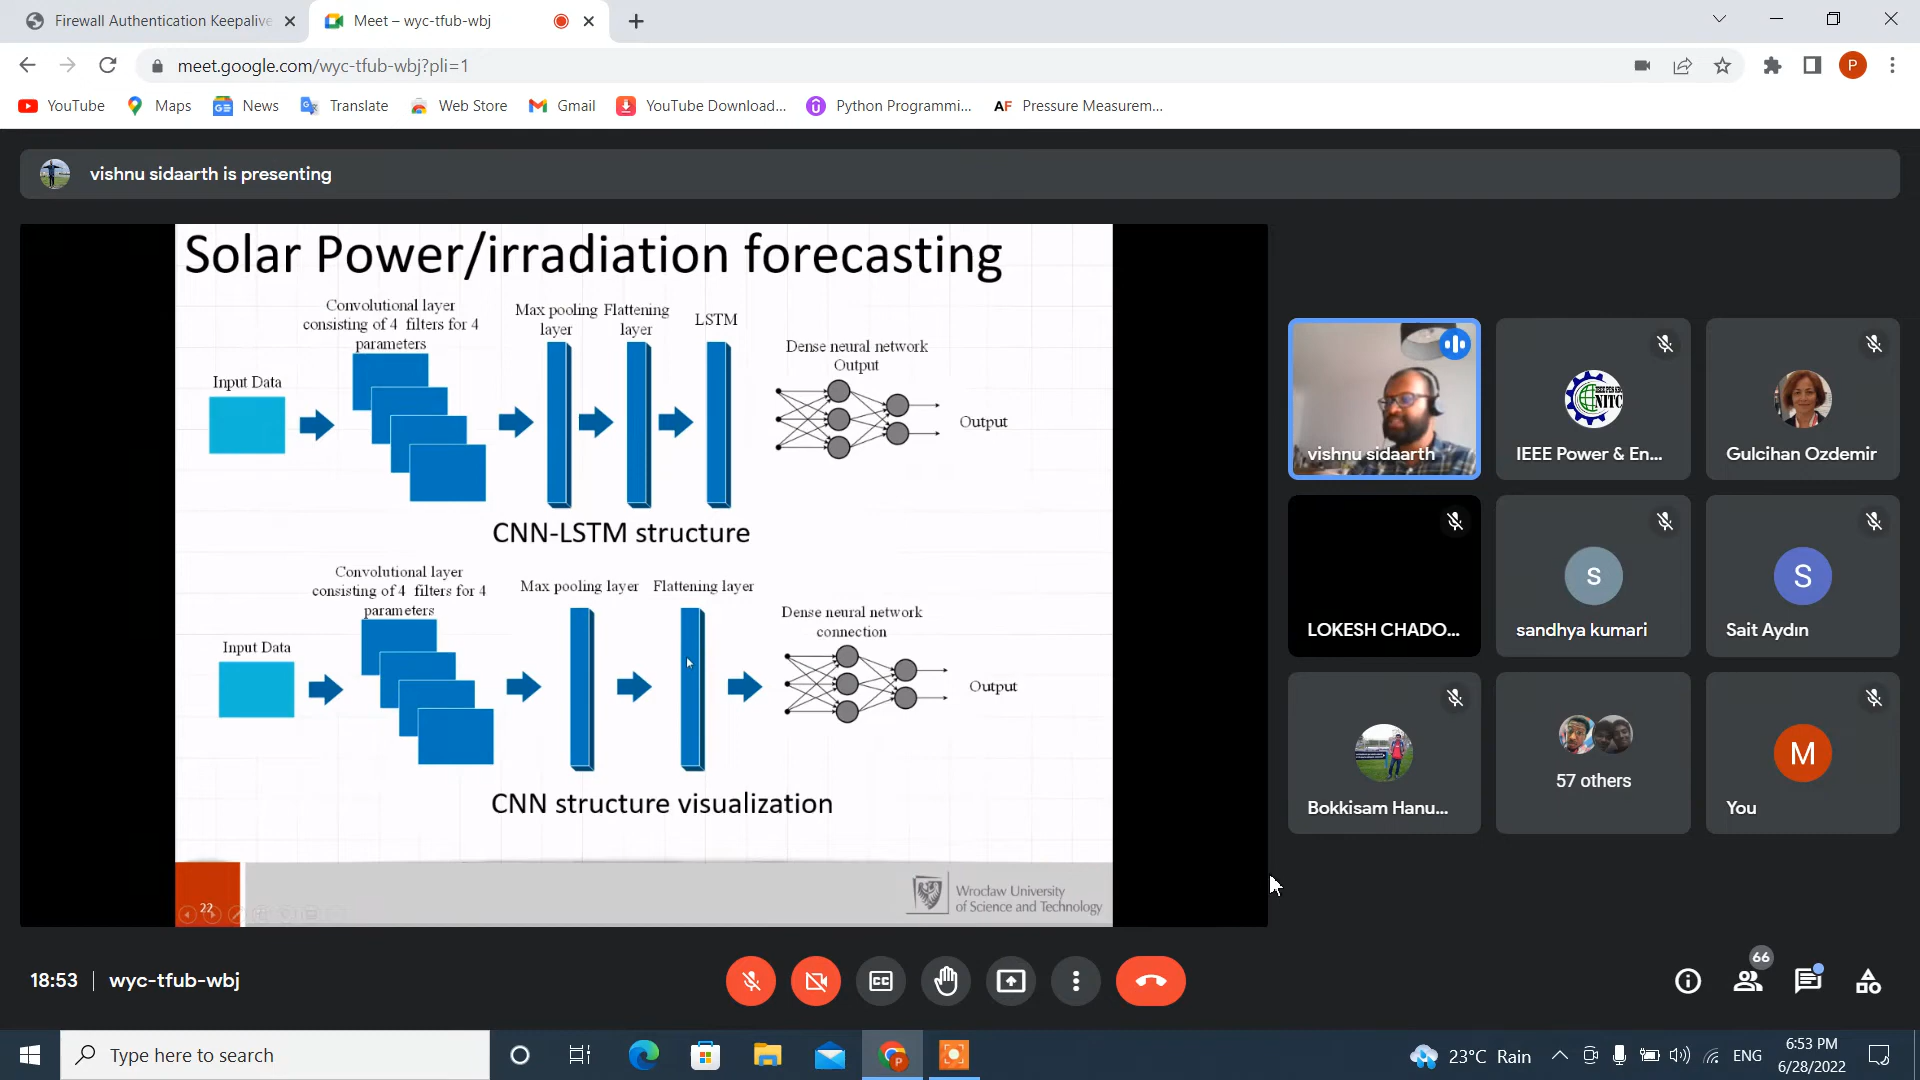 Firewall Authentication Keepalive
Meet – wyc-tfub-wbj
meet.google.com/wyc-tfub-wbj?pli=1
P
YouTube
Maps
News
Translate
Web Store
Gmail
YouTube Download...
Python Programmi...
AF Pressure Measurem...
vishnu sidaarth is presenting
Solar Power/irradiation forecasting
Convolutional layer
consisting of 4 filters for 4
parameters
Max pooling
layer
Flattening
layer
LSTM
Dense neural network
Output
Input Data
Output
CNN-LSTM structure
Convolutional layer
consisting of 4 filters for 4
parameters
Max pooling layer
Flattening layer
Dense neural network
connection
Input Data
Output
CNN structure visualization
22
Wrocław University
of Science and Technology
vishnu sidaarth
NITC
IEEE Power & En...
Gulcihan Ozdemir
LOKESH CHADO...
s
sandhya kumari
S
Sait Aydın
Bokkisam Hanu...
57 others
M
You
18:53
wyc-tfub-wbj
CC
66
Type here to search
P
23°C Rain
ENG
6:53 PM
6/28/2022